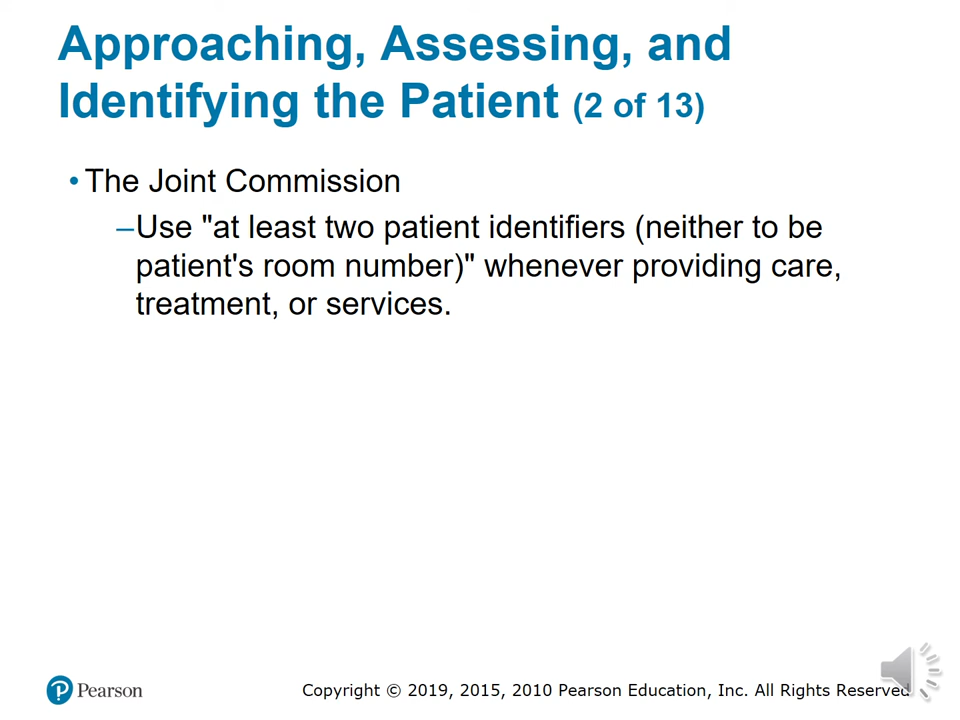 Approaching, Assessing, and
Identifying the Patient (2 of 13)
• The Joint Commission
–Use "at least two patient identifiers (neither to be
patient's room number)" whenever providing care,
treatment, or services.
Pearson
Copyright © 2019, 2015, 2010 Pearson Education, Inc. All Rights Reserved